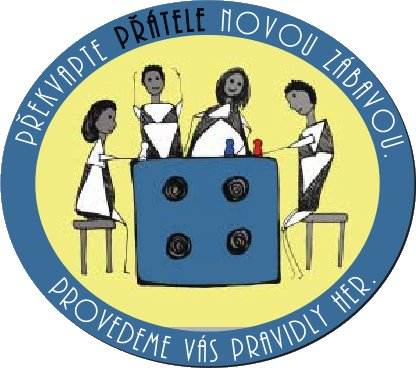 PŘEKVAPTE PŘÁTELE NOVOU ZÁBAVOU.
PROVEDEME VÁS PRAVIDLY HER.